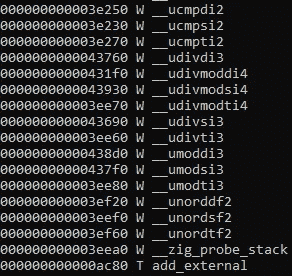 000000000003e250 W __ucmpdi2
000000000003e230 W __ucmpsi2
000000000003e270 W __ucmpti2
0000000000043760 W __udivdi3
00000000000431f0 W __udivmoddi4
0000000000043930 W __udivmodsi4
000000000003ee70 W __udivmodti4
0000000000043690 W __udivsi3
000000000003ee60 W __udivti3
00000000000438d0 W __umoddi3
00000000000437f0 W __umodsi3
000000000003ee80 W __umodti3
000000000003ef20 W __unorddf2
000000000003eef0 W __unordsf2
000000000003ef60 W __unordtf2
000000000003eea0 W __zig_probe_stack
000000000000ac80 T add_external